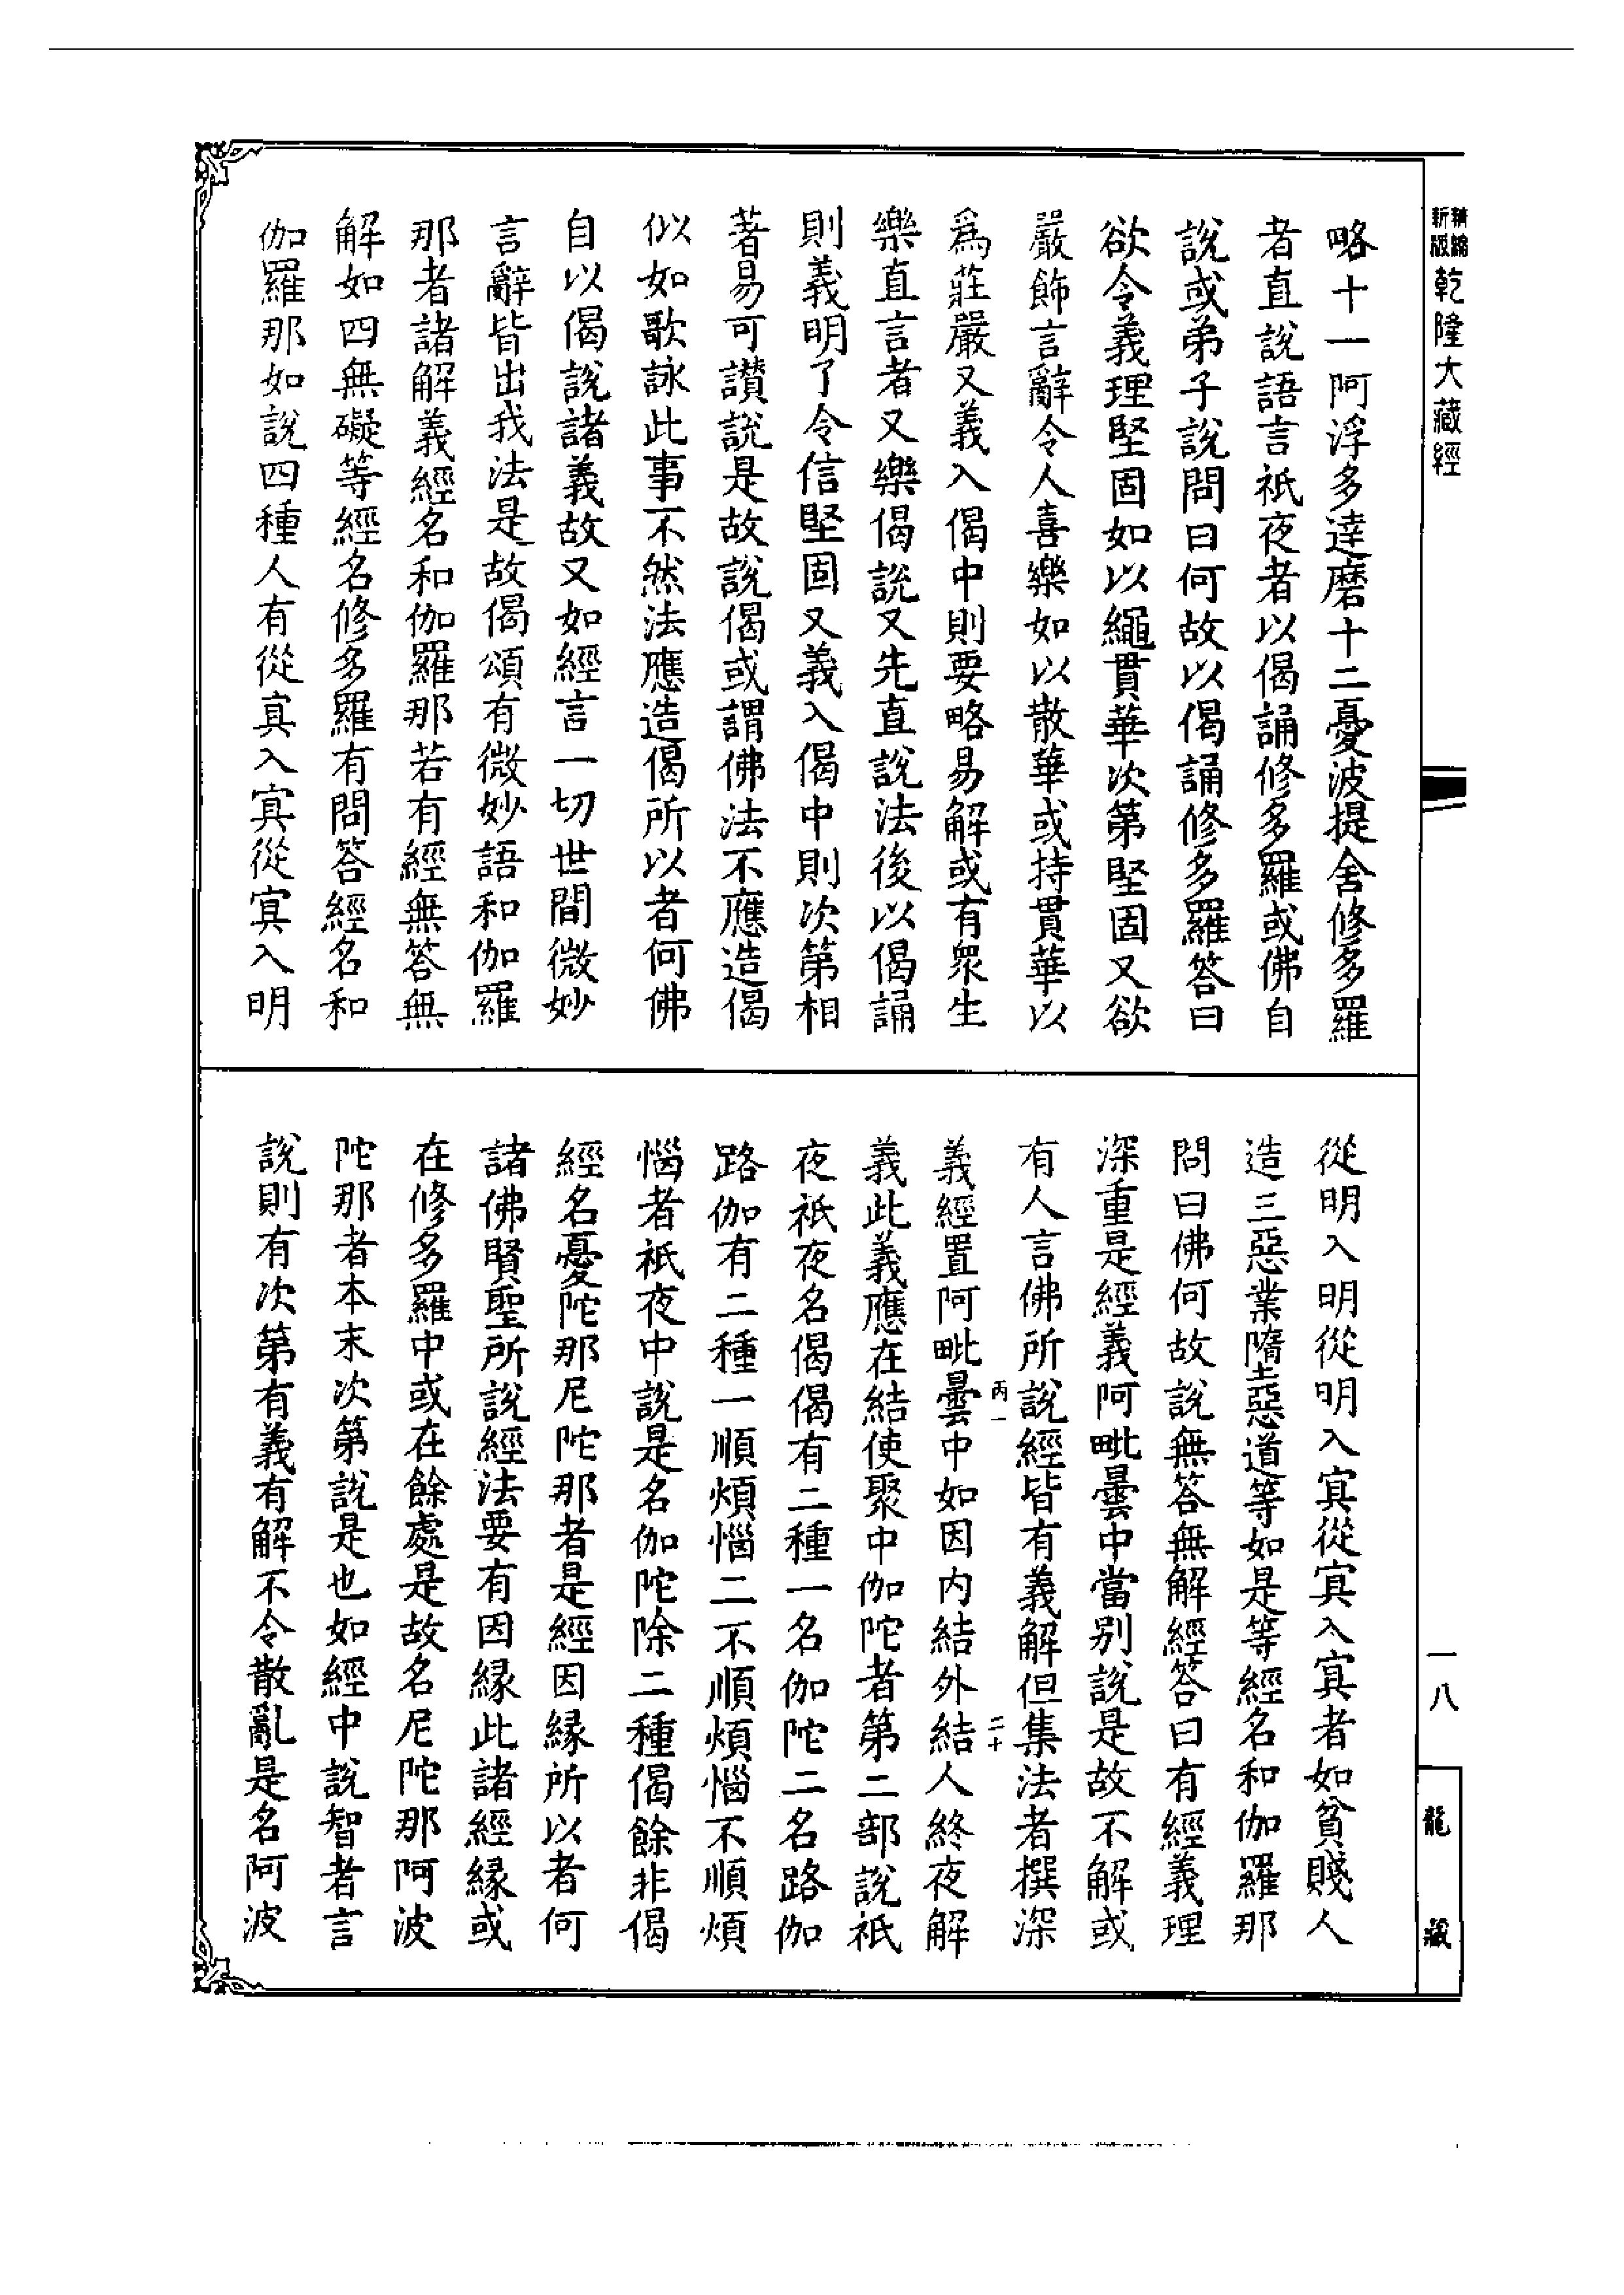 精繪新版乾隆大藏經
略十一阿浮多達磨十二憂波提舍修多羅
者直說語言祇夜者以偈誦修多羅或佛自
說或弟子說問曰何故以偈誦修多羅答曰
欲令義理堅固如以繩貫華次第堅固又欲
嚴飾言辭令人喜樂如以散華或持貫華以
爲莊嚴又義入偈中則要略易解或有眾生
樂直言者又樂偈說又先直說法後以偈誦
則義明了令信堅固又義入偈中則次第相
著易可讚說是故說偈或謂佛法不應造偈
似如歌詠此事不然法應造偈所以者何佛
自以偈說諸義故又如經言一切世間微妙
言辭皆出我法是故偈頌有微妙語和伽羅
那者諸解義經名和伽羅那若有經無答無
解如四無礙等經名修多羅有問答經名和
伽羅那如說四種人有從寘入寘從寘入明
從明入明從明入寘從寘入寘者如貧賤人
造三惡業墮惡道等如是等經名和伽羅那
問曰佛何故說無答無解經答曰有經義理
深重是經義阿毗曇中當別說是故不解或
有人言佛所說經皆有義解但集法者撰深
丙一 二十
義經置阿毗曇中如因內結外結人終夜解
義此義應在結使聚中伽陀者第二部說祇
夜祇夜名偈偈有二種一名伽陀二名路伽
路伽有二種一順煩惱二不順煩惱不順煩
惱者祇夜中說是名伽陀除二種偈餘非偈
經名憂陀那尼陀那者是經因緣所以者何
諸佛賢聖所說經法要有因緣此諸經緣或
在修多羅中或在餘處是故名尼陀那阿波
陀那者本末次第說是也如經中說智者言
說則有次第有義有解不令散亂是名阿波
一八
龍藏